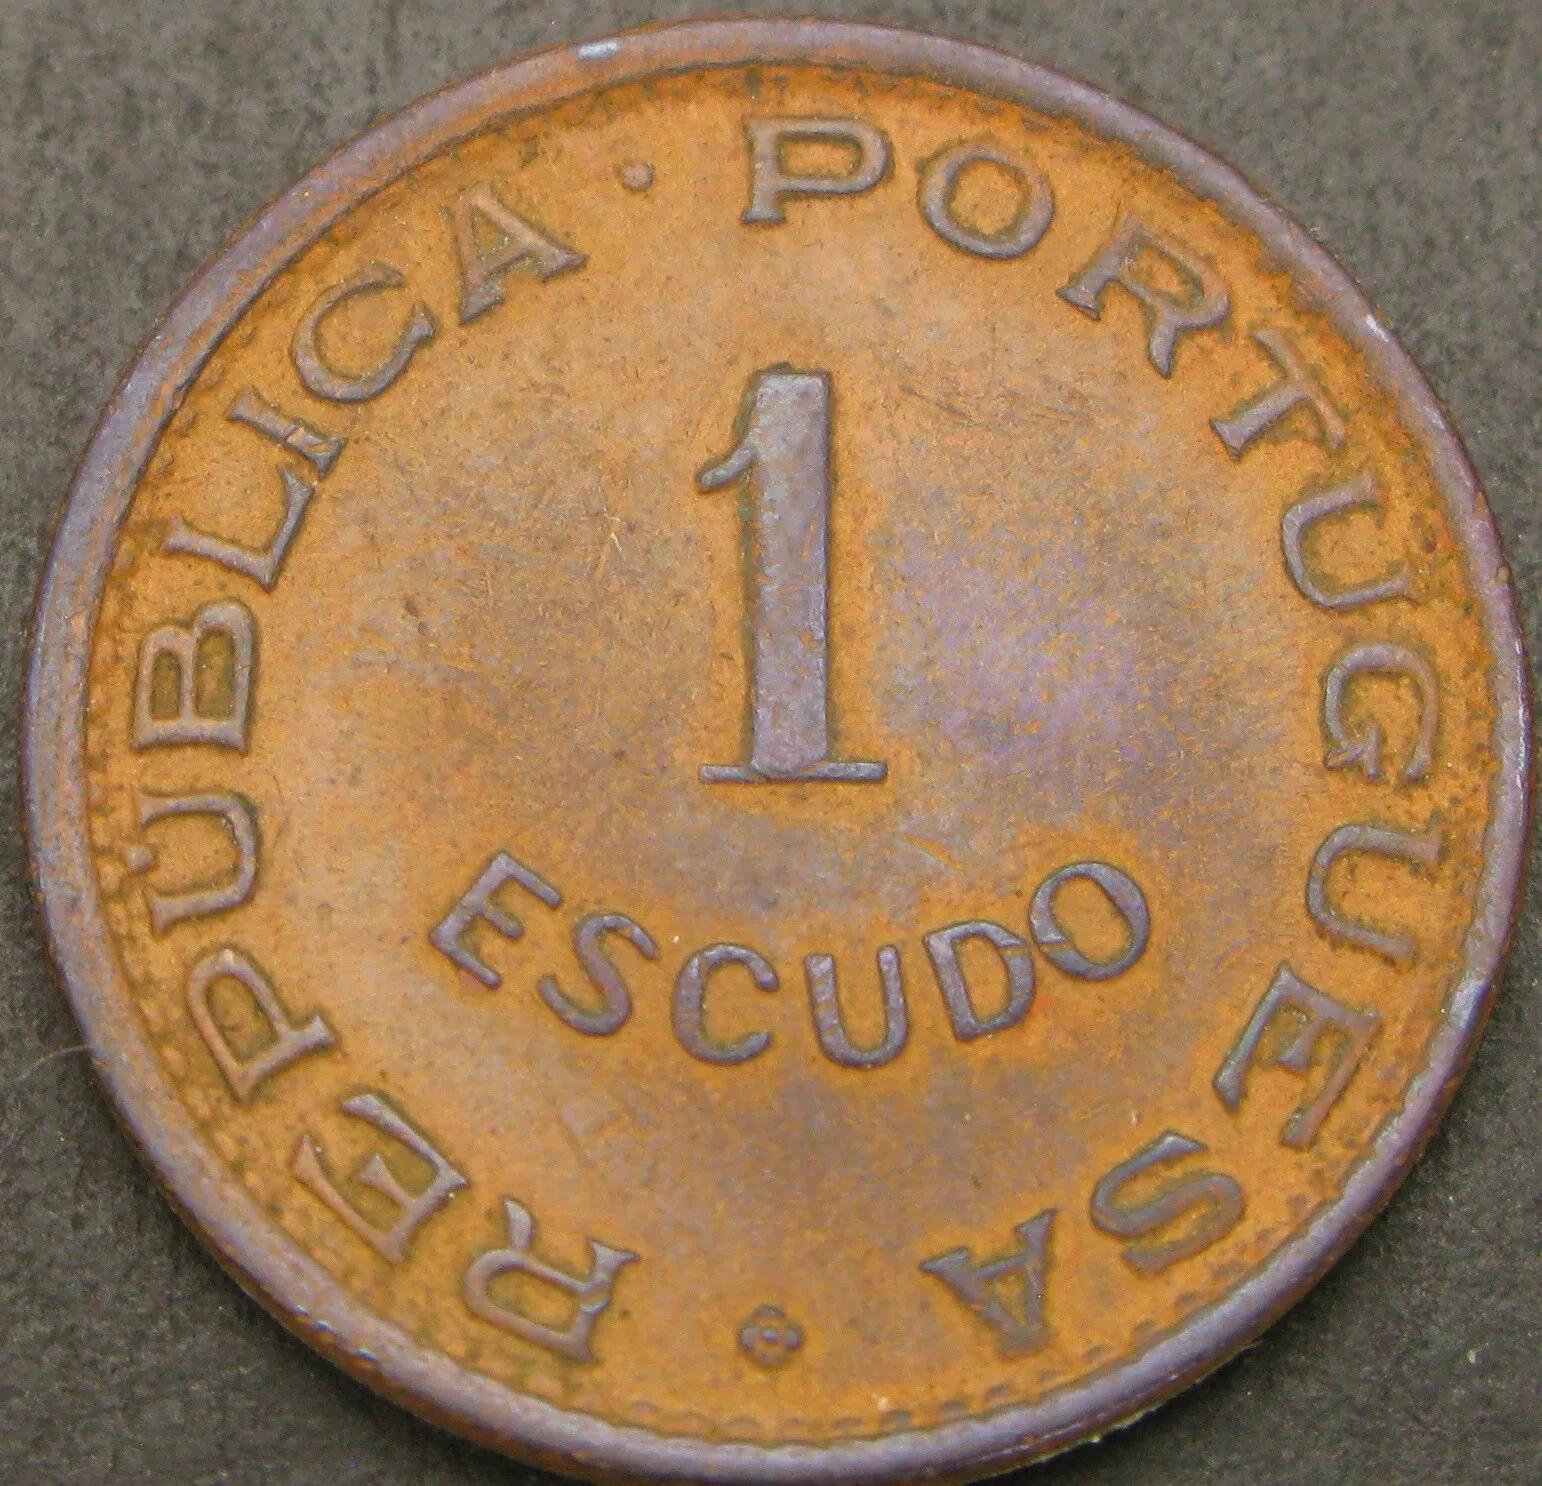 REPÚBLICA · PORTUGUESA
1
ESCUDO